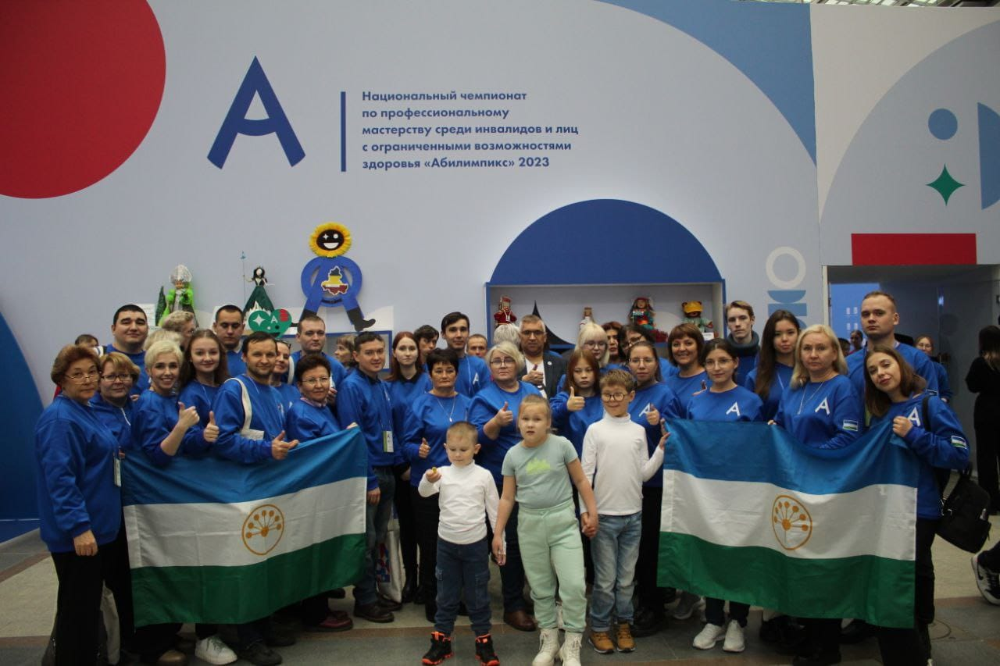 А
Национальный чемпионат
по профессиональному
мастерству среди инвалидов и лиц
с ограниченными возможностями
здоровья «Абилимпикс» 2023
А
А
А